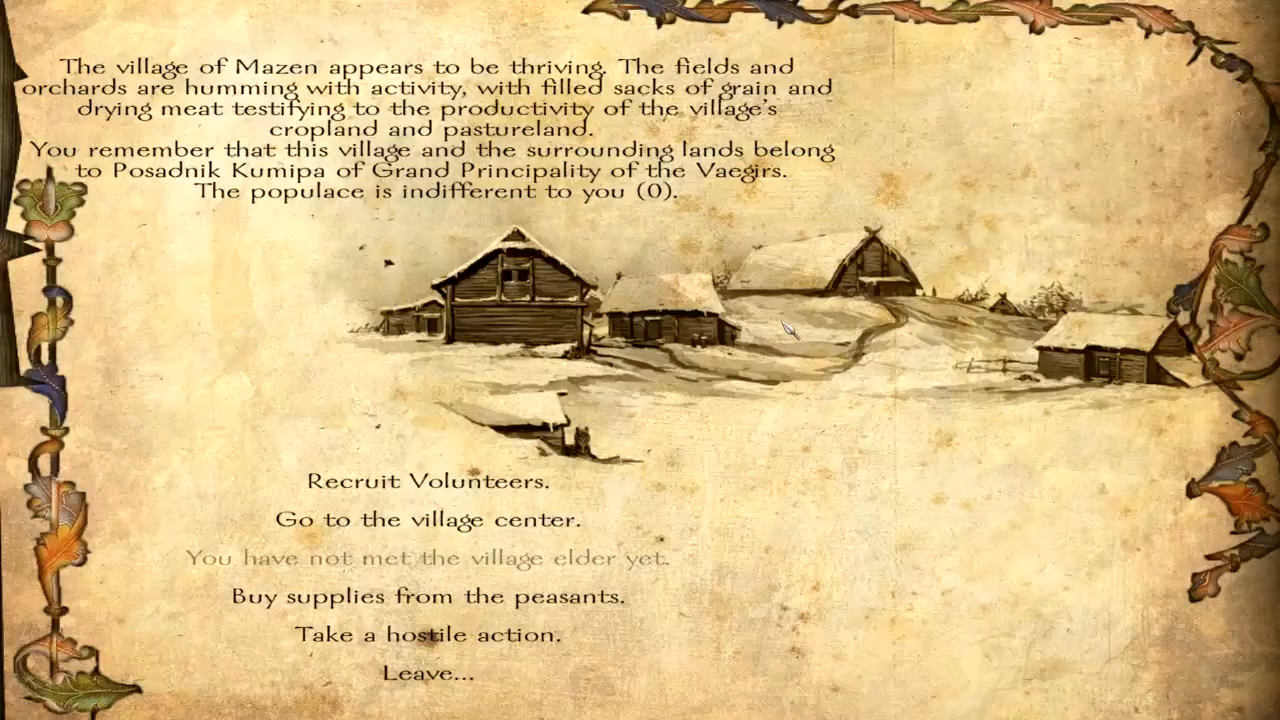 The village of Mazen appears to be thriving. The fields and
orchards are humming with activity, with filled sacks of grain and
drying meat testifying to the productivity of the village's
cropland and pastureland.
You remember that this village and the surrounding lands belong
to Posadnik Kumipa of Grand Principality of the Vaegirs.
The populace is indifferent to you (0).
Recruit Volunteers.
Go to the village center.
You have not met the village elder yet.
Buy supplies from the peasants.
Take a hostile action.
Leave...